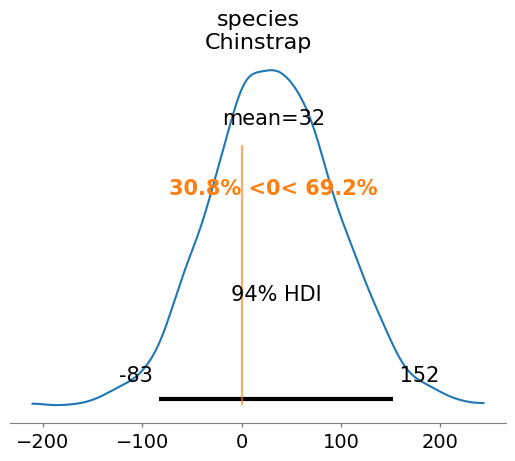 species
Chinstrap
mean=32
30.8% <0< 69.2%
94% HDI
-83 152
−200 −100 0 100 200